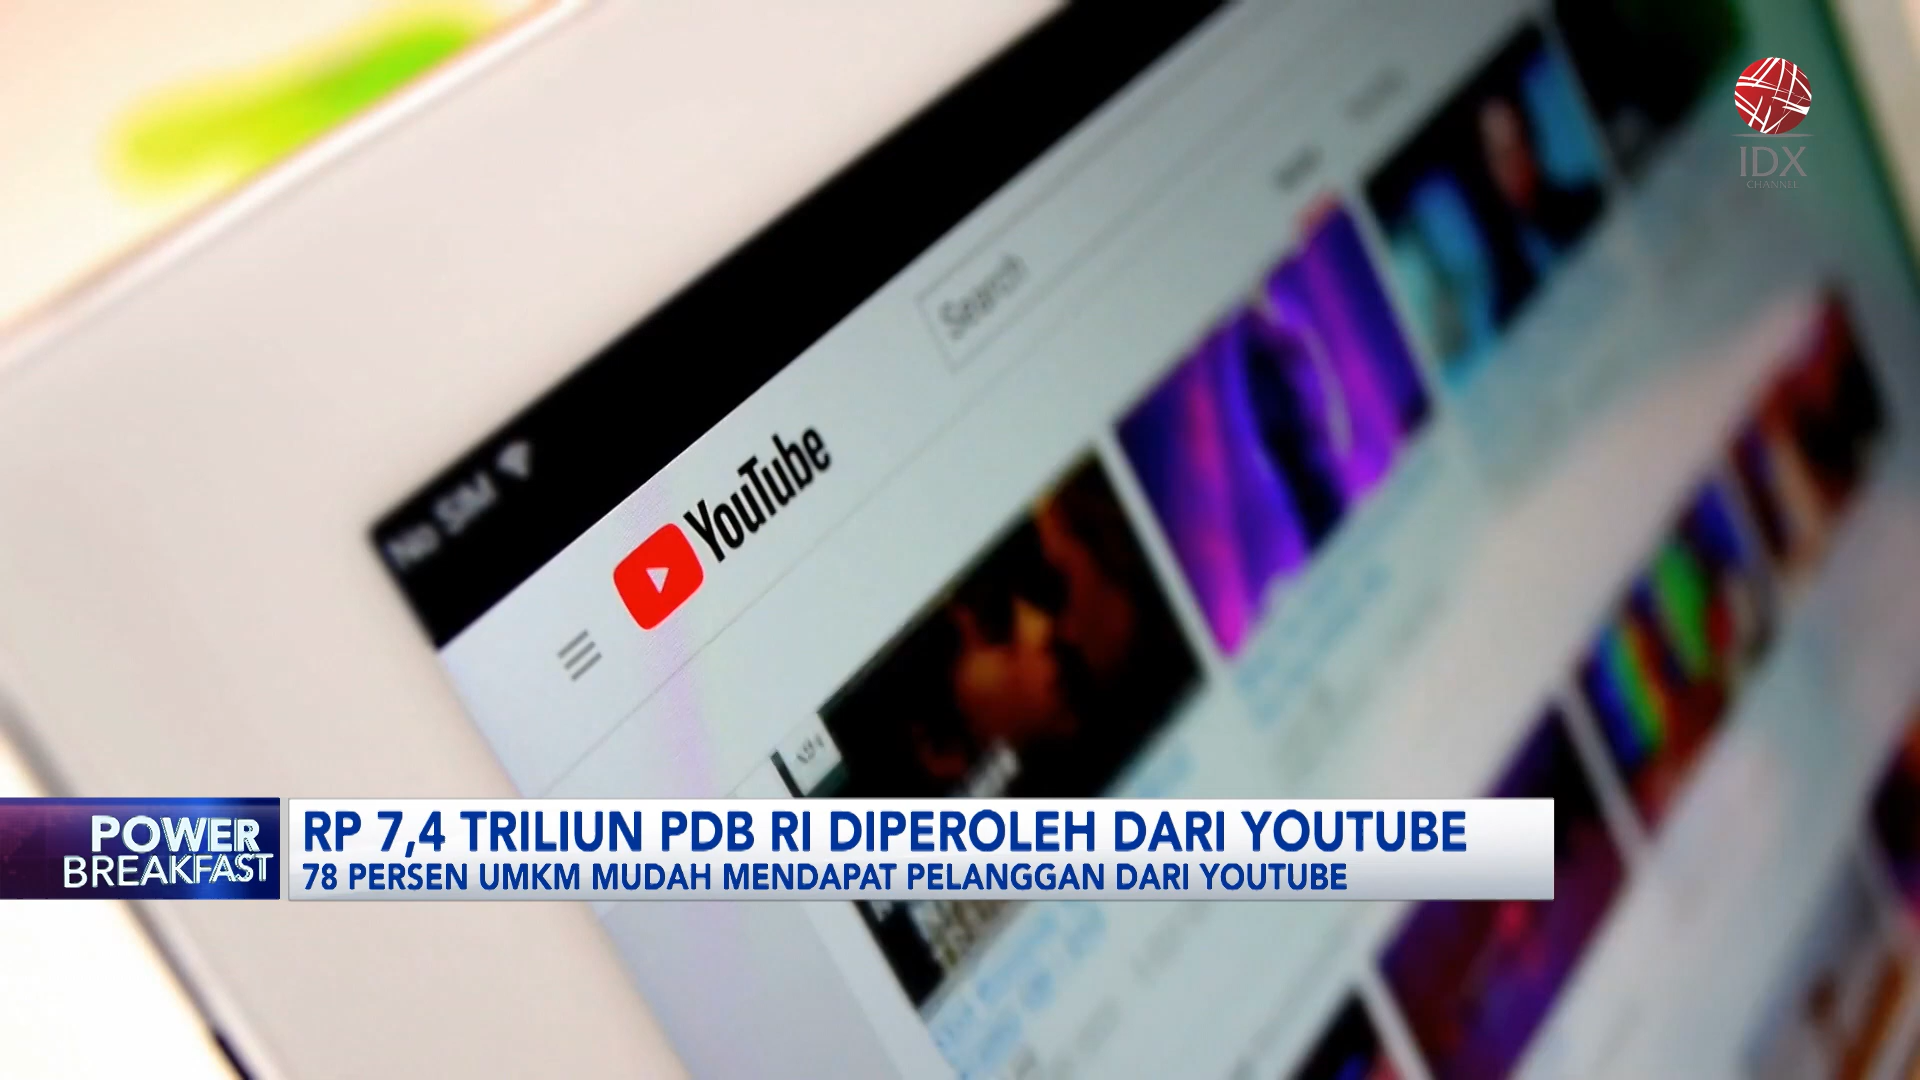 IDX
CHANNEL
Search
YouTube
No SIM
POWER
BREAKFAST
RP 7,4 TRILIUN PDB RI DIPEROLEH DARI YOUTUBE
78 PERSEN UMKM MUDAH MENDAPAT PELANGGAN DARI YOUTUBE